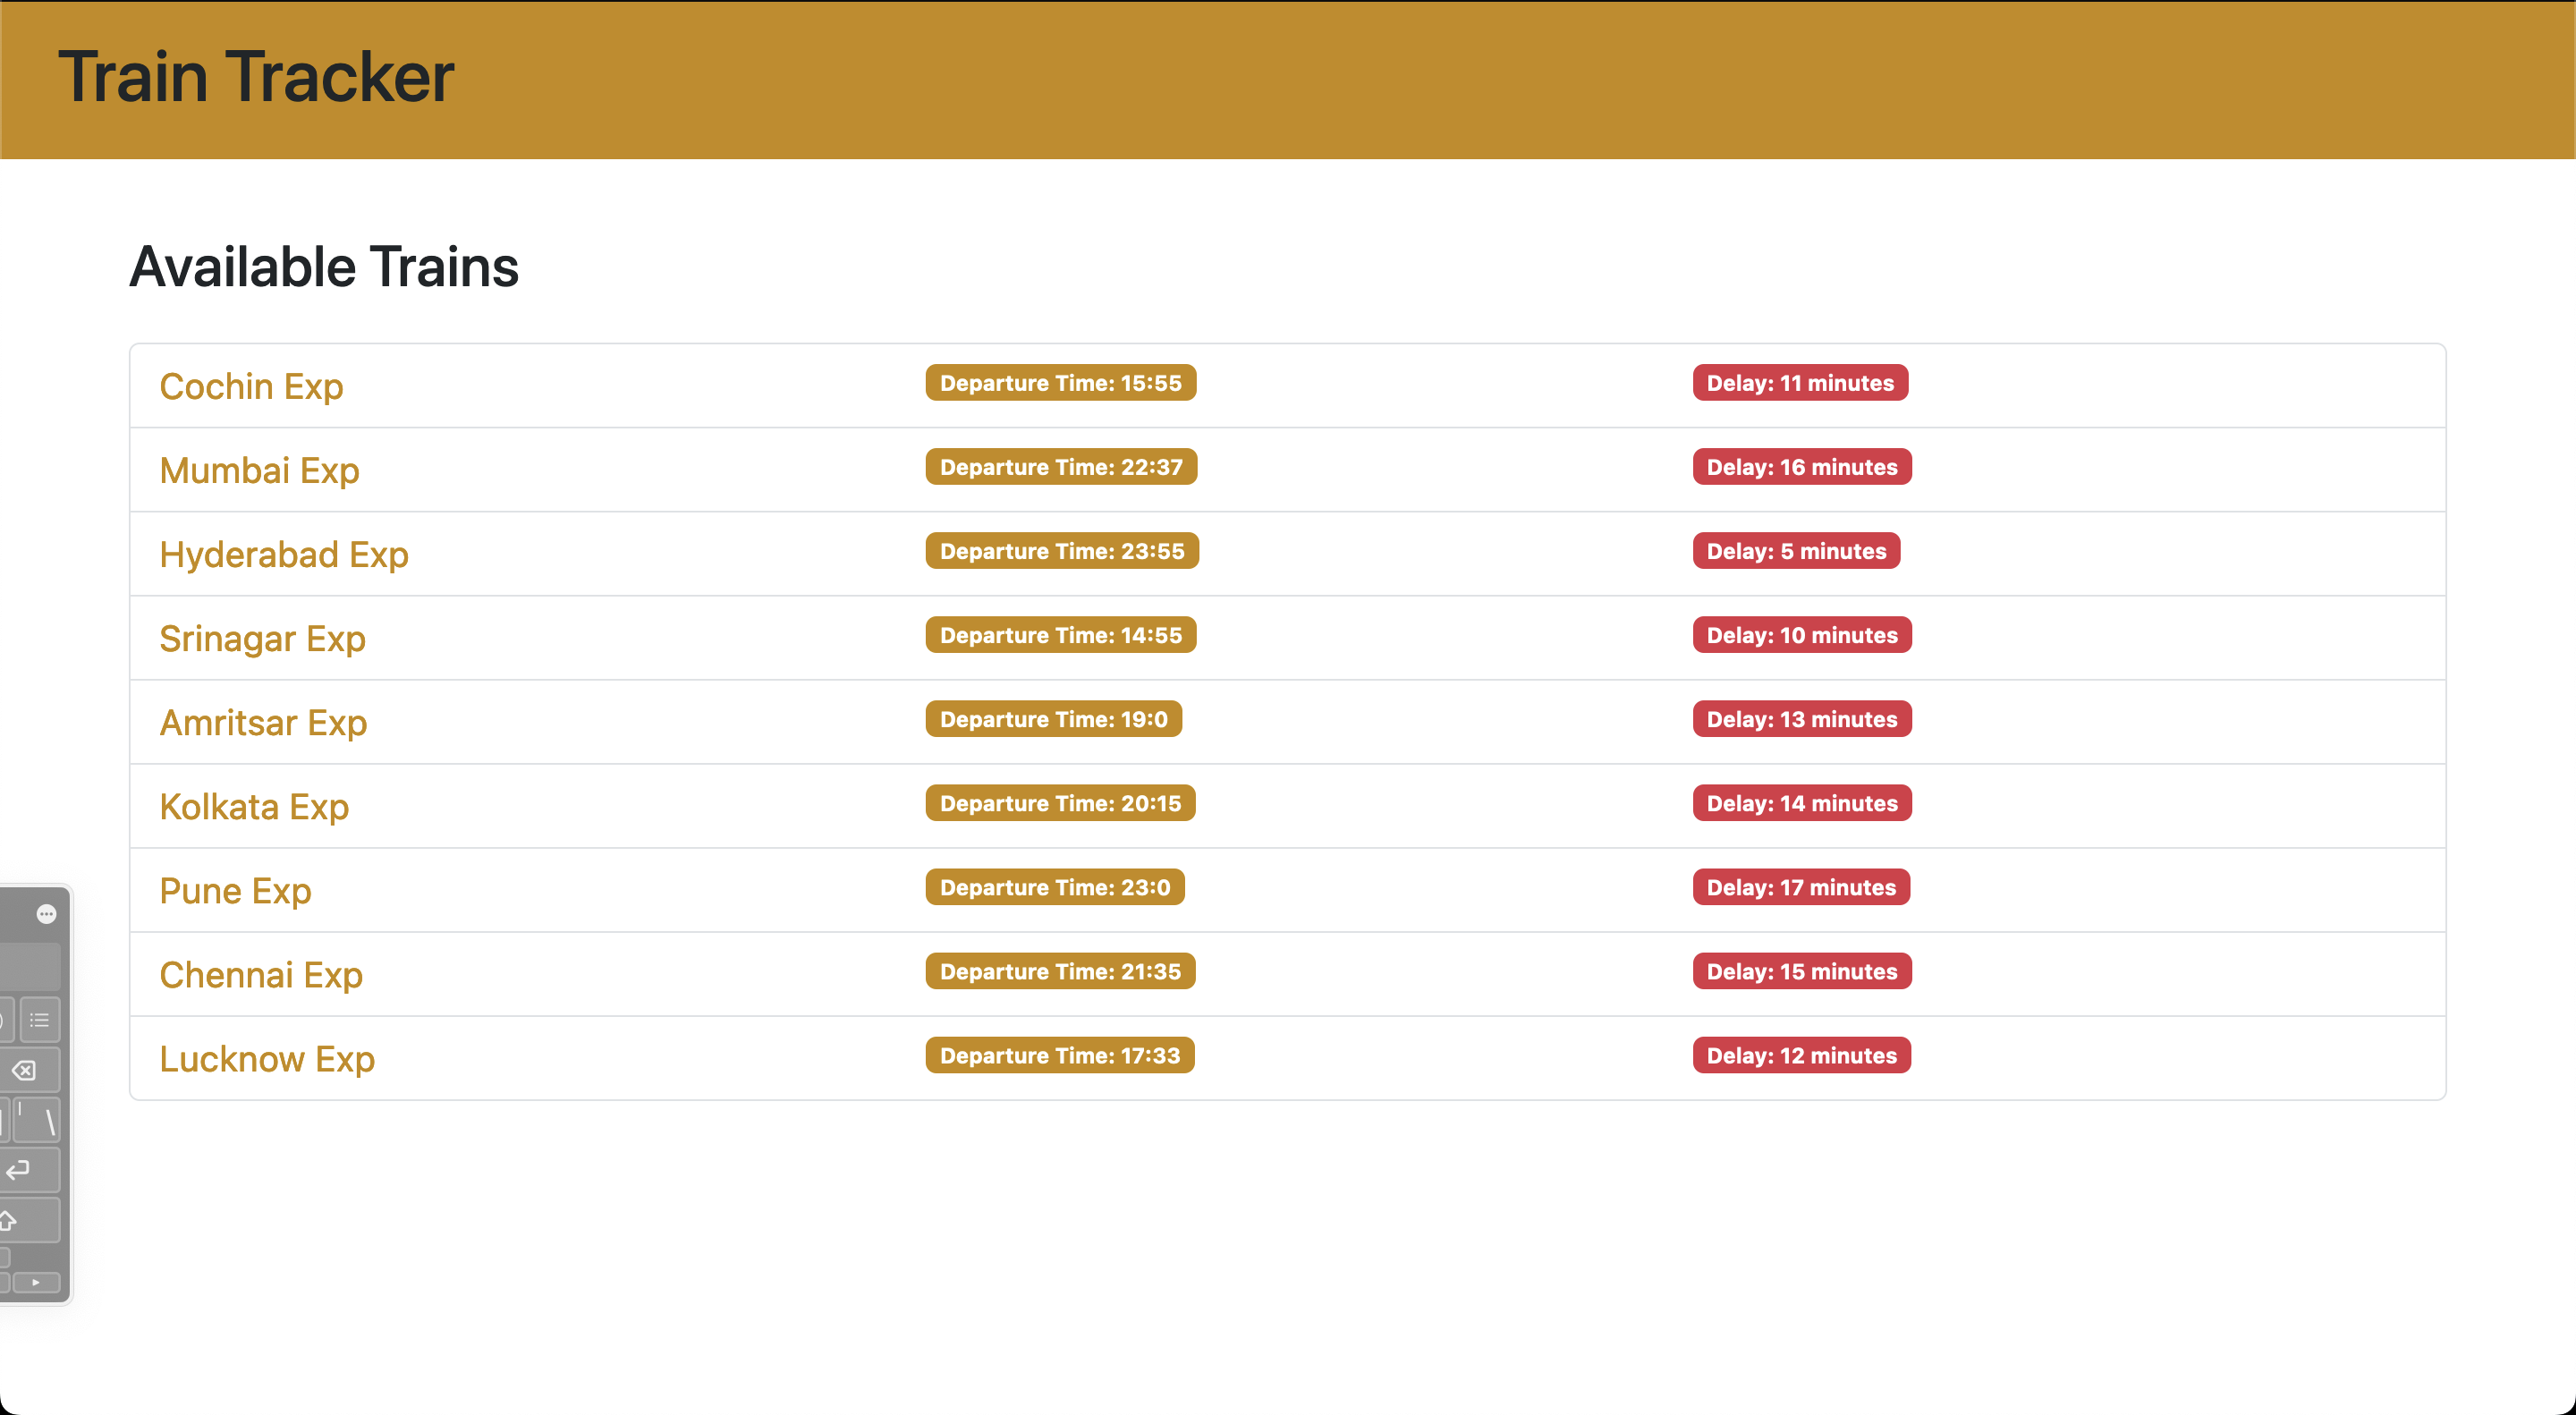 Train Tracker
Available Trains
Cochin Exp Departure Time: 15:55 Delay: 11 minutes
Mumbai Exp Departure Time: 22:37 Delay: 16 minutes
Hyderabad Exp Departure Time: 23:55 Delay: 5 minutes
Srinagar Exp Departure Time: 14:55 Delay: 10 minutes
Amritsar Exp Departure Time: 19:0 Delay: 13 minutes
Kolkata Exp Departure Time: 20:15 Delay: 14 minutes
Pune Exp Departure Time: 23:0 Delay: 17 minutes
Chennai Exp Departure Time: 21:35 Delay: 15 minutes
Lucknow Exp Departure Time: 17:33 Delay: 12 minutes
| \